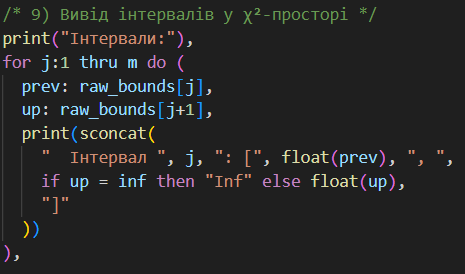 /* 9) Вивід інтервалів у χ²-просторі */
print("Інтервали:"),
for j:1 thru m do (
  prev: raw_bounds[j],
  up: raw_bounds[j+1],
  print(sconcat(
    "  Інтервал ", j, ": [", float(prev), ", ",
    if up = inf then "Inf" else float(up),
    "]"
  ))
),